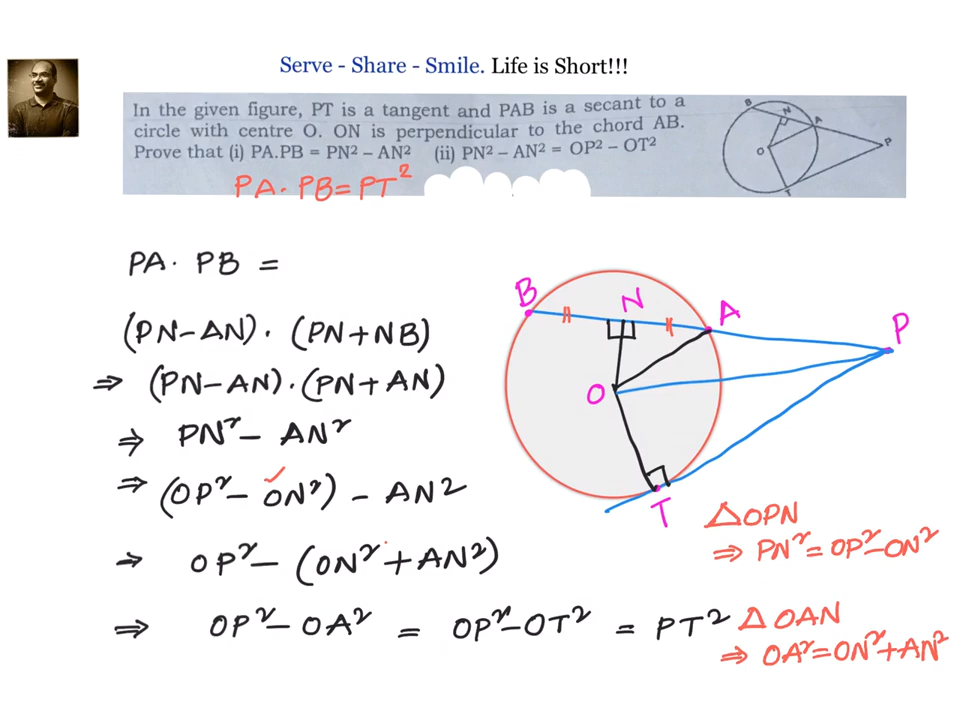 Serve - Share - Smile. Life is Short!!!
In the given figure, PT is a tangent and PAB is a secant to a
circle with centre O. ON is perpendicular to the chord AB.
Prove that (i) PA.PB = PN² – AN² (ii) PN² – AN² = OP² – OT²
B
N
A
O
P
T
PA· PB = PT²
PA· PB =
(PN–AN)· (PN+NB)
⇒ (PN–AN)·(PN+AN)
⇒ PN² – AN²
⇒ (OP² – ON²) – AN²
⇒ OP² – (ON² + AN²)
⇒ OP² – OA² = OP² – OT² = PT²
B
N
A
P
O
T
△OPN
⇒ PN² = OP² – ON²
△OAN
⇒ OA² = ON² + AN²